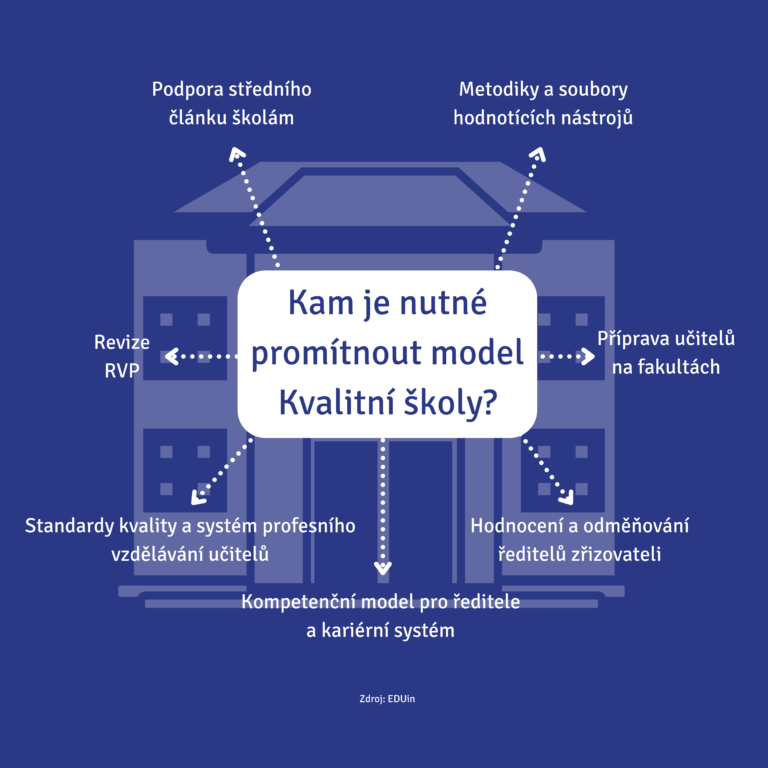 Podpora středního
článku školám
Metodiky a soubory
hodnotících nástrojů
Kam je nutné
promítnout model
Kvalitní školy?
Revize
RVP
Příprava učitelů
na fakultách
Standardy kvality a systém profesního
vzdělávání učitelů
Hodnocení a odměňování
ředitelů zřizovateli
Kompetenční model pro ředitele
a kariérní systém
Zdroj: EDUin